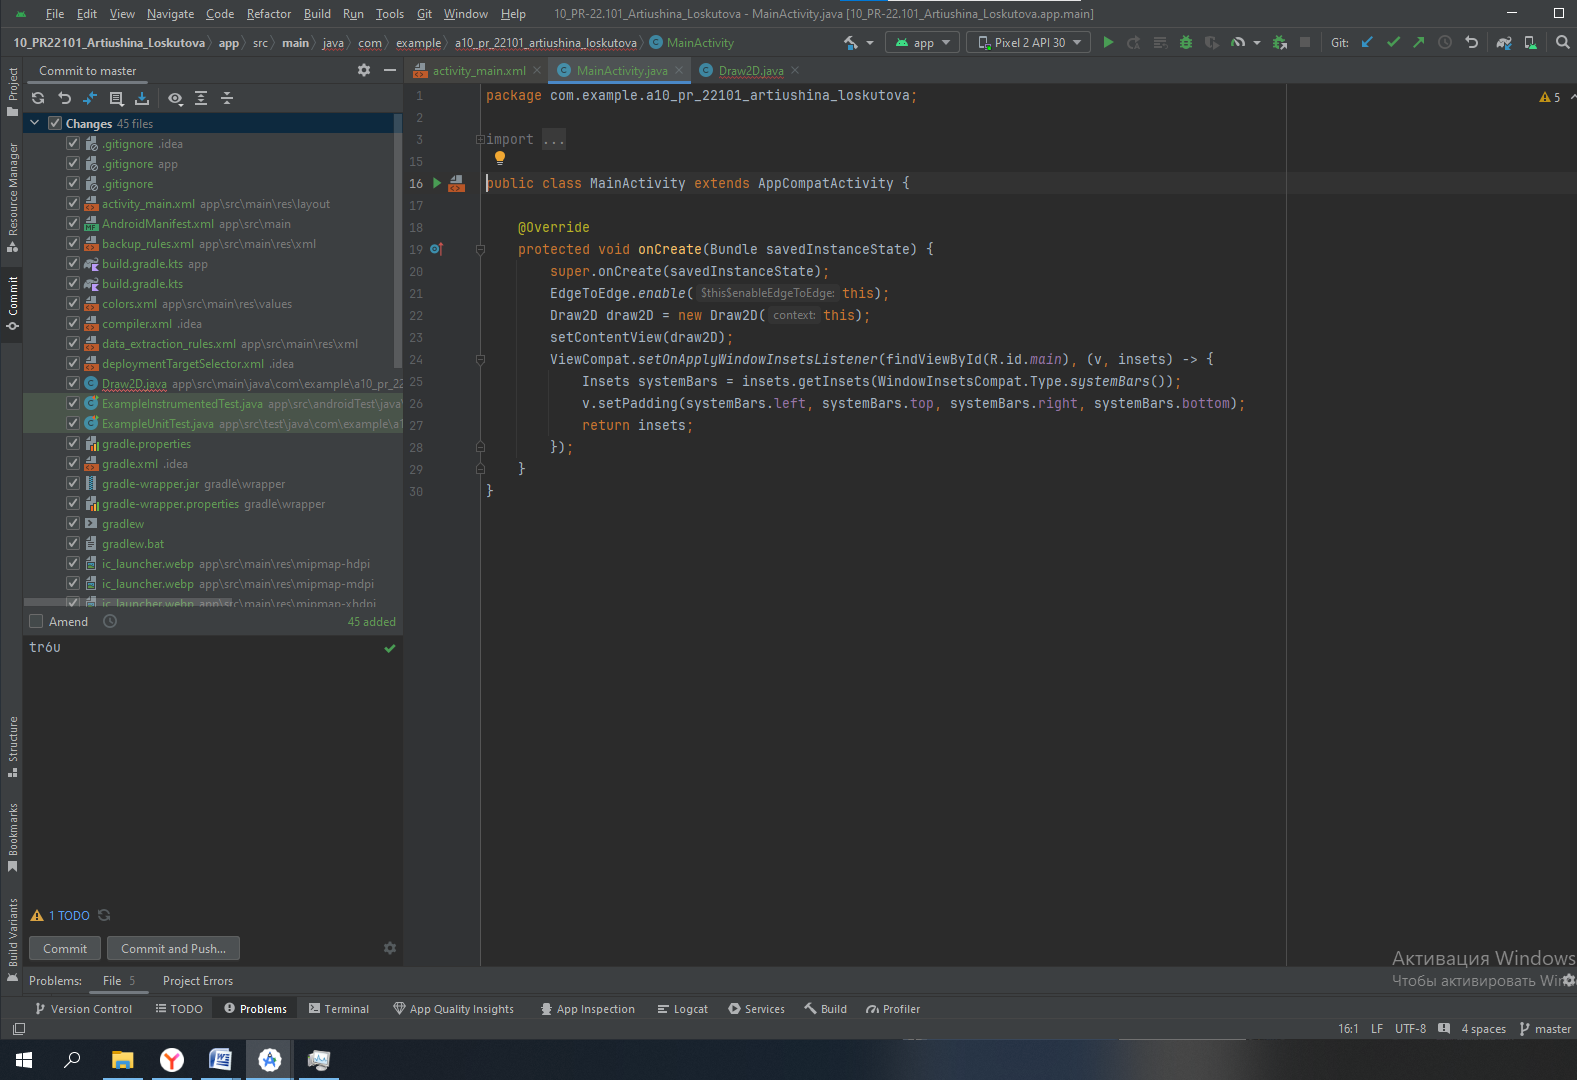 File Edit View Navigate Code Refactor Build Run Tools Git Window Help 10_PR-22.101_Artiushina_Loskutova - MainActivity.java [10_PR-22.101_Artiushina_Loskutova.app.main]
10_PR22101_Artiushina_Loskutova app src main java com example a10_pr_22101_artiushina_loskutova MainActivity app Pixel 2 API 30 Git:
Commit to master
activity_main.xml MainActivity.java Draw2D.java
Project
Resource Manager
Commit
Structure
Bookmarks
Build Variants
Changes 45 files
.gitignore .idea
.gitignore app
.gitignore
activity_main.xml app\src\main\res\layout
AndroidManifest.xml app\src\main
backup_rules.xml app\src\main\res\xml
build.gradle.kts app
build.gradle.kts
colors.xml app\src\main\res\values
compiler.xml .idea
data_extraction_rules.xml app\src\main\res\xml
deploymentTargetSelector.xml .idea
Draw2D.java app\src\main\java\com\example\a10_pr_22
ExampleInstrumentedTest.java app\src\androidTest\java\
ExampleUnitTest.java app\src\test\java\com\example\a1
gradle.properties
gradle.xml .idea
gradle-wrapper.jar gradle\wrapper
gradle-wrapper.properties gradle\wrapper
gradlew
gradlew.bat
ic_launcher.webp app\src\main\res\mipmap-hdpi
ic_launcher.webp app\src\main\res\mipmap-mdpi
ic_launcher.webp app\src\main\res\mipmap-xhdpi
Amend 45 added
tr6u
1 TODO
Commit Commit and Push...
1 package com.example.a10_pr_22101_artiushina_loskutova;
2
3 import ...
15
16 public class MainActivity extends AppCompatActivity {
17
18 @Override
19 protected void onCreate(Bundle savedInstanceState) {
20 super.onCreate(savedInstanceState);
21 EdgeToEdge.enable( $this$enableEdgeToEdge: this);
22 Draw2D draw2D = new Draw2D( context: this);
23 setContentView(draw2D);
24 ViewCompat.setOnApplyWindowInsetsListener(findViewById(R.id.main), (v, insets) -> {
25 Insets systemBars = insets.getInsets(WindowInsetsCompat.Type.systemBars());
26 v.setPadding(systemBars.left, systemBars.top, systemBars.right, systemBars.bottom);
27 return insets;
28 });
29 }
30 }
5
Активация Windows
Чтобы активировать Win
Problems: File 5 Project Errors
Version Control TODO Problems Terminal App Quality Insights App Inspection Logcat Services Build Profiler
16:1 LF UTF-8 4 spaces master